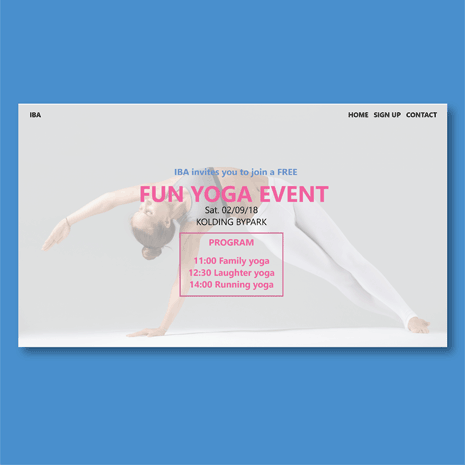 IBA
HOME SIGN UP CONTACT
IBA invites you to join a FREE
FUN YOGA EVENT
Sat. 02/09/18
KOLDING BYPARK
PROGRAM
11:00 Family yoga
12:30 Laughter yoga
14:00 Running yoga